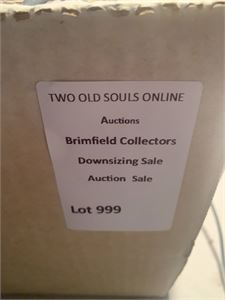 TWO OLD SOULS ONLINE
Auctions
Brimfield Collectors
Downsizing Sale
Auction Sale
Lot 999